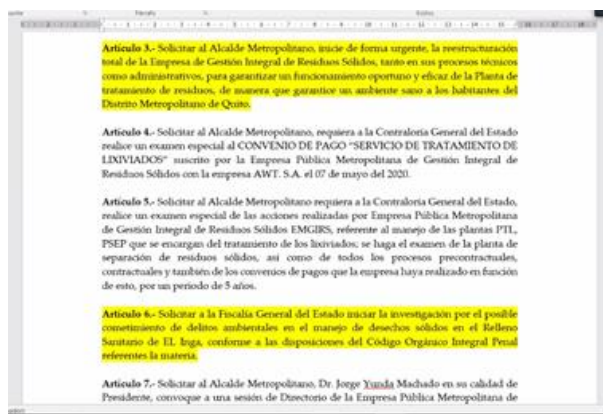 Artículo 3.- Solicitar al Alcalde Metropolitano, inicie de forma urgente, la reestructuración
total de la Empresa de Gestión Integral de Residuos Sólidos, tanto en sus procesos técnicos
como administrativos, para garantizar un funcionamiento oportuno y eficaz de la Planta de
tratamiento de residuos, de manera que garantice un ambiente sano a los habitantes del
Distrito Metropolitano de Quito.
Artículo 4.- Solicitar al Alcalde Metropolitano, requiera a la Contraloría General del Estado
realice un examen especial al CONVENIO DE PAGO "SERVICIO DE TRATAMIENTO DE
LIXIVIADOS" suscrito por la Empresa Pública Metropolitana de Gestión Integral de
Residuos Sólidos con la empresa AWT. S.A. el 07 de mayo del 2020.
Artículo 5.- Solicitar al Alcalde Metropolitano requiera a la Contraloría General del Estado,
realice un examen especial de las acciones realizadas por Empresa Pública Metropolitana
de Gestión Integral de Residuos Sólidos EMGIRS, referente al manejo de las plantas PTL,
PSEP que se encargan del tratamiento de los lixiviados; se haga el examen de la planta de
separación de residuos sólidos, asi como de todos los procesos precontractuales,
contractuales y también de los convenios de pagos que la empresa haya realizado en función
de esto, por un periodo de 5 años.
Artículo 6.- Solicitar a la Fiscalía General del Estado iniciar la investigación por el posible
cometimiento de delitos ambientales en el manejo de desechos sólidos en el Relleno
Sanitario de EL Inga, conforme a las disposiciones del Código Orgánico Integral Penal
referentes la materia.
Artículo 7.- Solicitar al Alcalde Metropolitano, Dr. Jorge Yunda Machado en su calidad de
Presidente, convoque a una sesión de Directorio de la Empresa Pública Metropolitana de